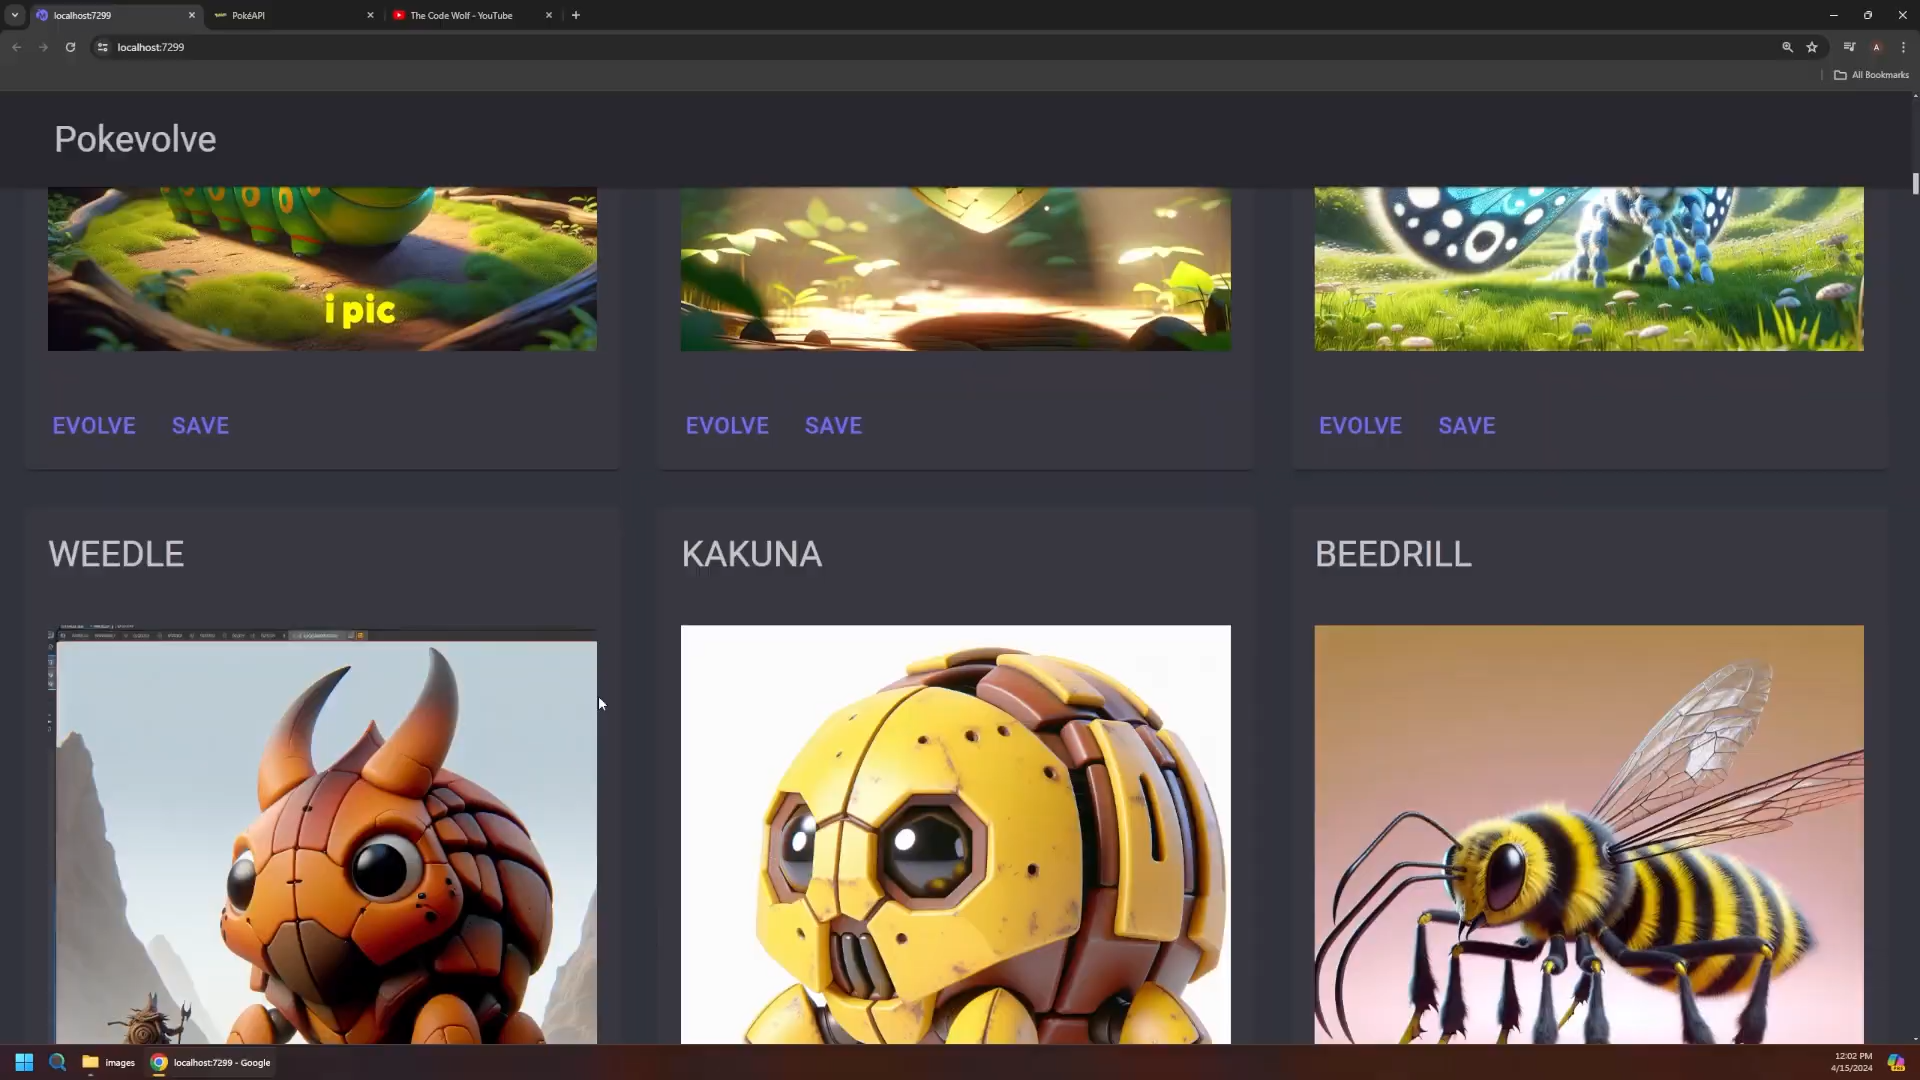 localhost:7299
PokéAPI
The Code Wolf - YouTube
localhost:7299
A
All Bookmarks
Pokevolve
i pic
EVOLVE SAVE
EVOLVE SAVE
EVOLVE SAVE
WEEDLE
KAKUNA
BEEDRILL
images
localhost:7299 - Google
12:02 PM
4/15/2024